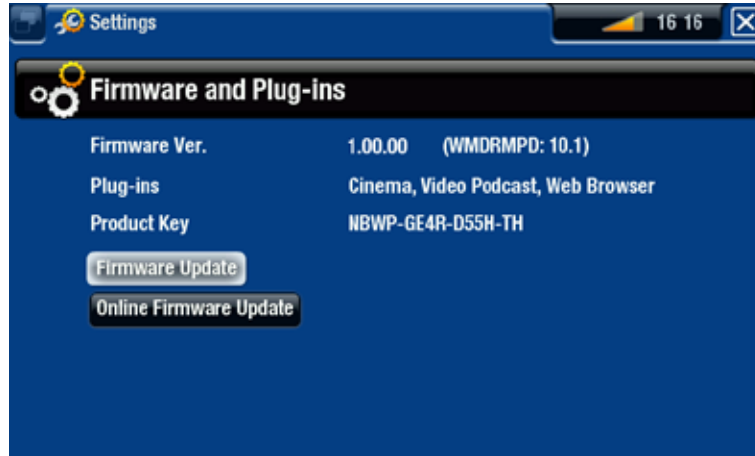 Settings 16 16
Firmware and Plug-ins
Firmware Ver. 1.00.00 (WMDRMPD: 10.1)
Plug-ins Cinema, Video Podcast, Web Browser
Product Key NBWP-GE4R-D55H-TH
Firmware Update
Online Firmware Update